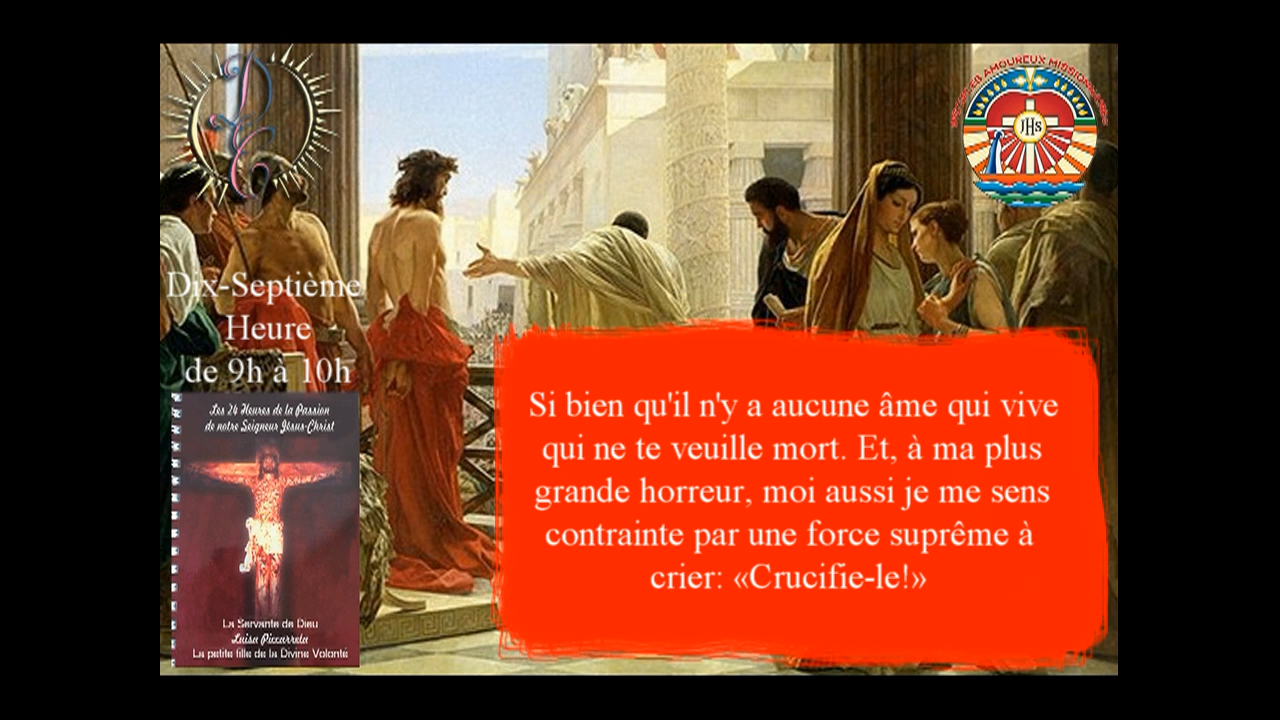 Dix-Septième
Heure
de 9h à 10h
Les 24 Heures de la Passion
de notre Seigneur Jésus-Christ
La Servante de Dieu
Luisa Piccarreta
La petite fille de la Divine Volonté
JHS
Si bien qu'il n'y a aucune âme qui vive
qui ne te veuille mort. Et, à ma plus
grande horreur, moi aussi je me sens
contrainte par une force suprême à
crier: «Crucifie-le!»